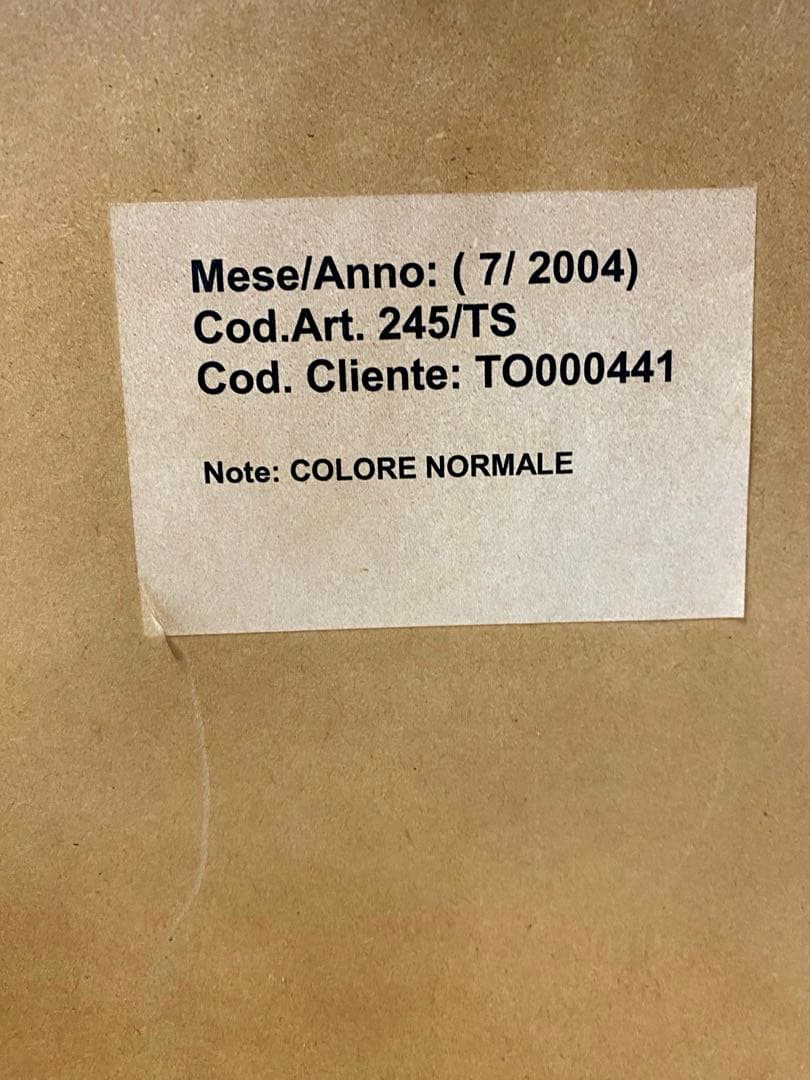 Mese/Anno: ( 7/ 2004)
Cod.Art. 245/TS
Cod. Cliente: TO000441
Note: COLORE NORMALE